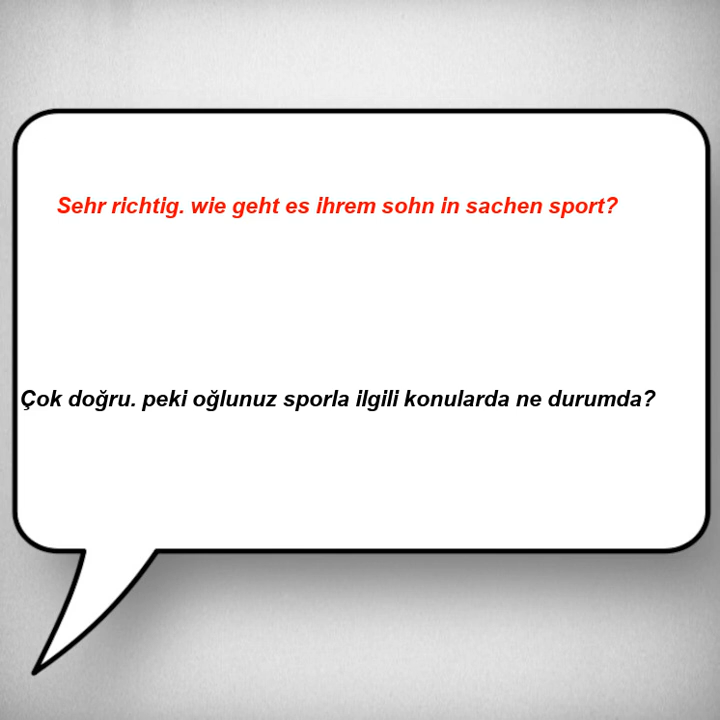 Sehr richtig. wie geht es ihrem sohn in sachen sport?
Çok doğru. peki oğlunuz sporla ilgili konularda ne durumda?